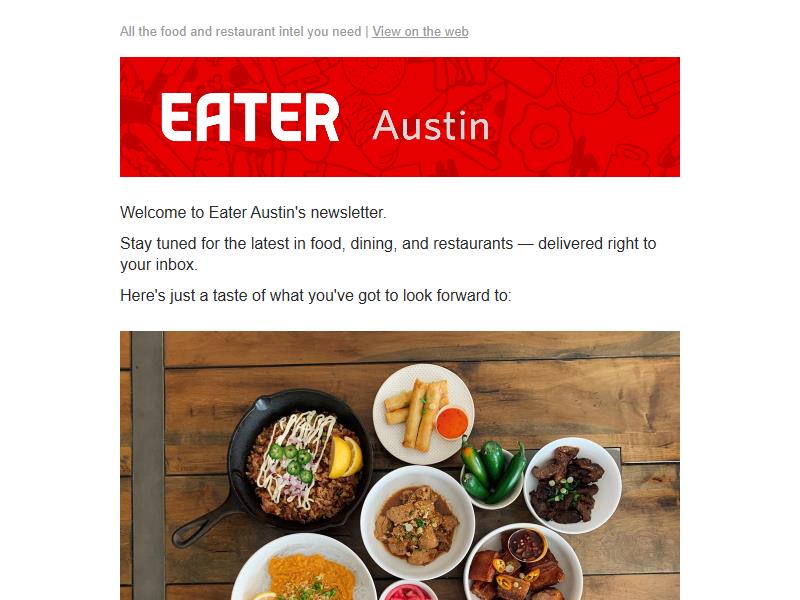 All the food and restaurant intel you need | View on the web
EATER Austin
Welcome to Eater Austin's newsletter.
Stay tuned for the latest in food, dining, and restaurants — delivered right to
your inbox.
Here's just a taste of what you've got to look forward to: